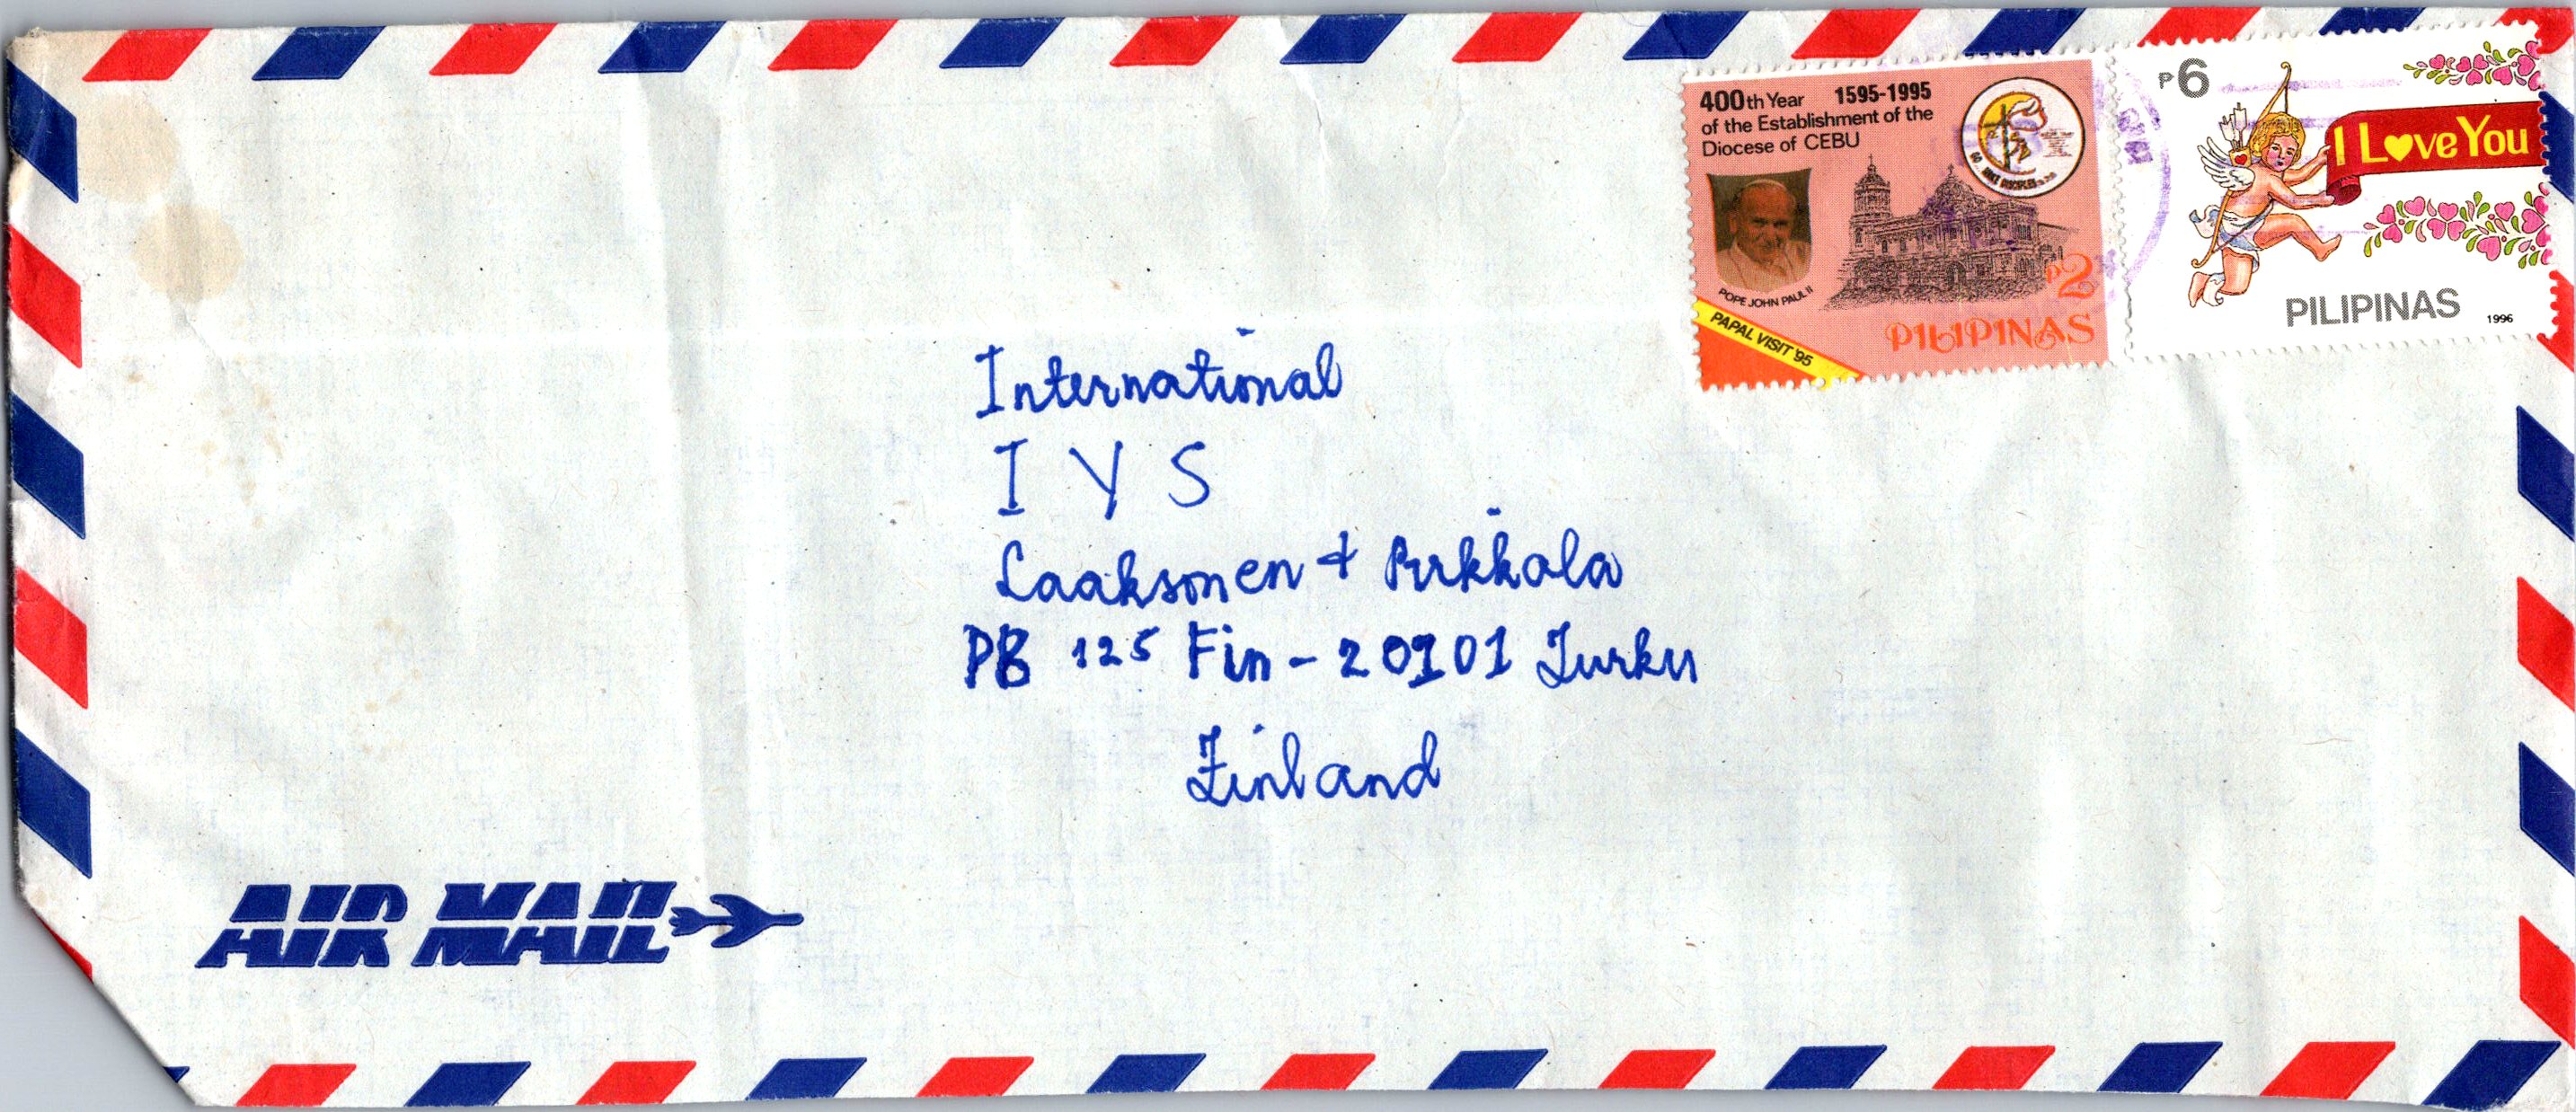 400th Year 1595-1995
of the Establishment of the
Diocese of CEBU
POPE JOHN PAUL II
PAPAL VISIT '95
P2
PILIPINAS
P6
I Love You
PILIPINAS
1996
International
I Y S
Laaksonen + Pirkkala
PB 125 Fin - 20101 Turku
Finland
AIR MAIL